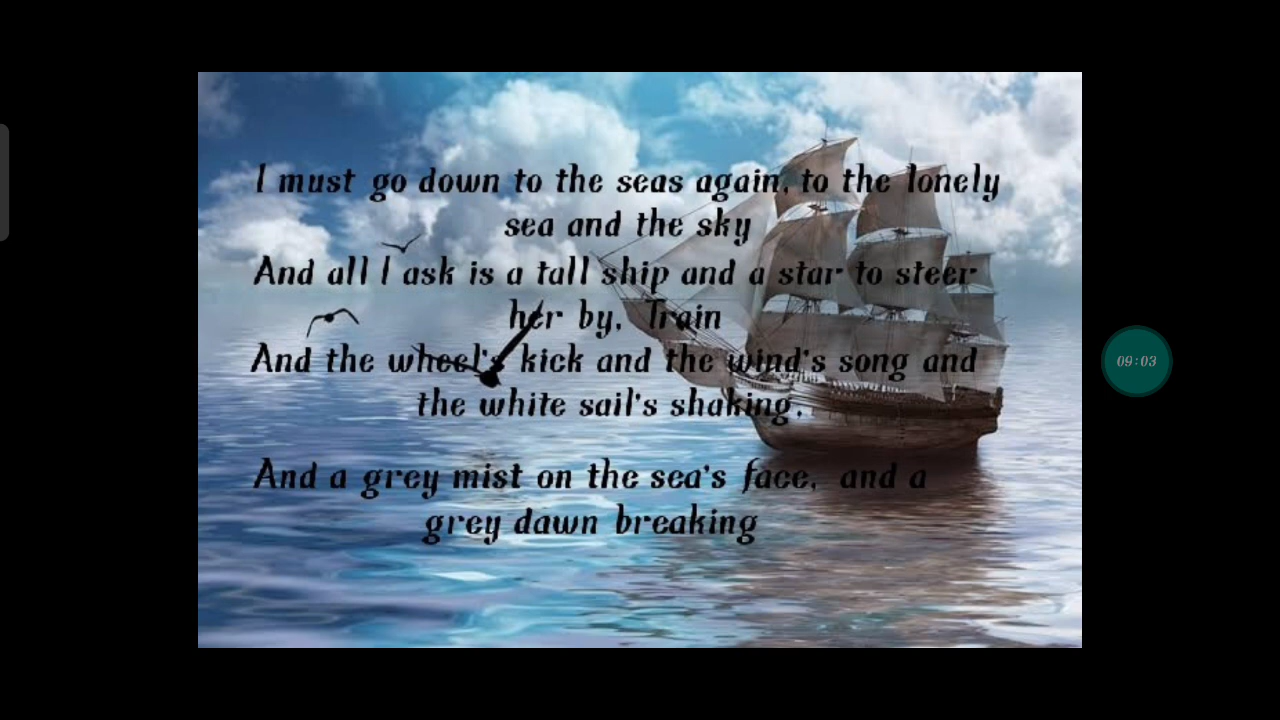 I must go down to the seas again, to the lonely
sea and the sky
And all I ask is a tall ship and a star to steer
her by, Train
And the wheel's kick and the wind's song and
the white sail's shaking,
And a grey mist on the sea's face, and a
grey dawn breaking
09:03